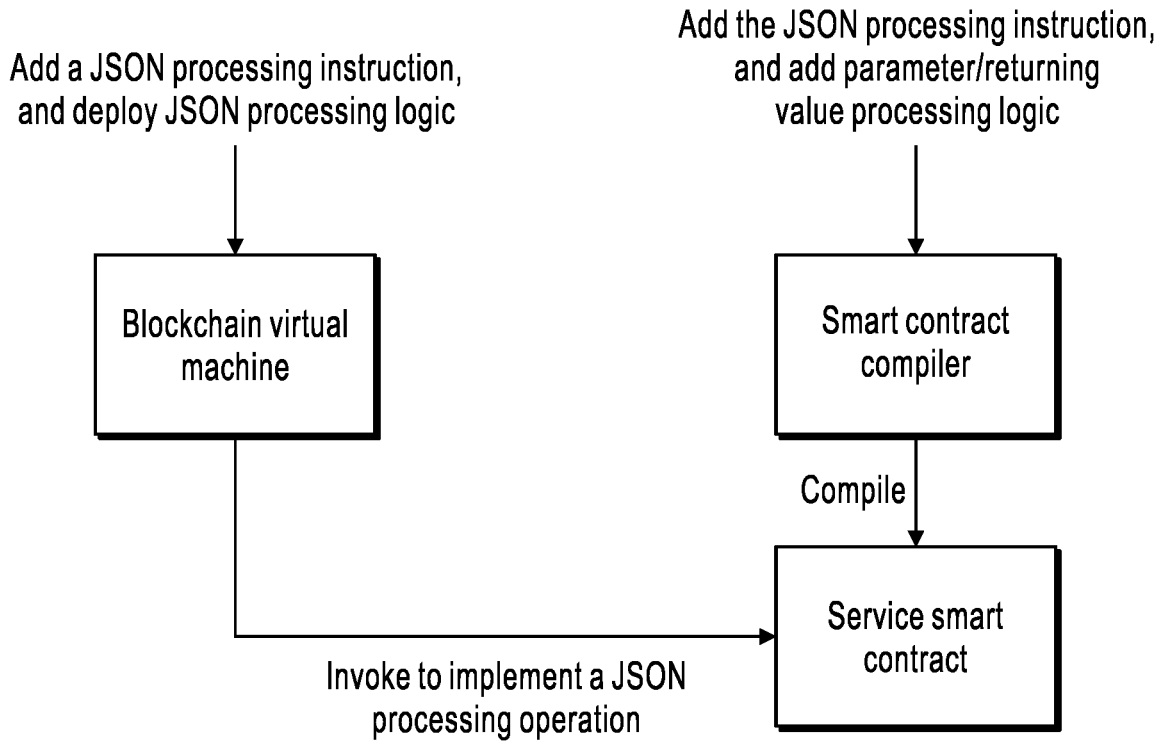 Add a JSON processing instruction,
and deploy JSON processing logic
Add the JSON processing instruction,
and add parameter/returning
value processing logic
Blockchain virtual
machine
Smart contract
compiler
Compile
Service smart
contract
Invoke to implement a JSON
processing operation